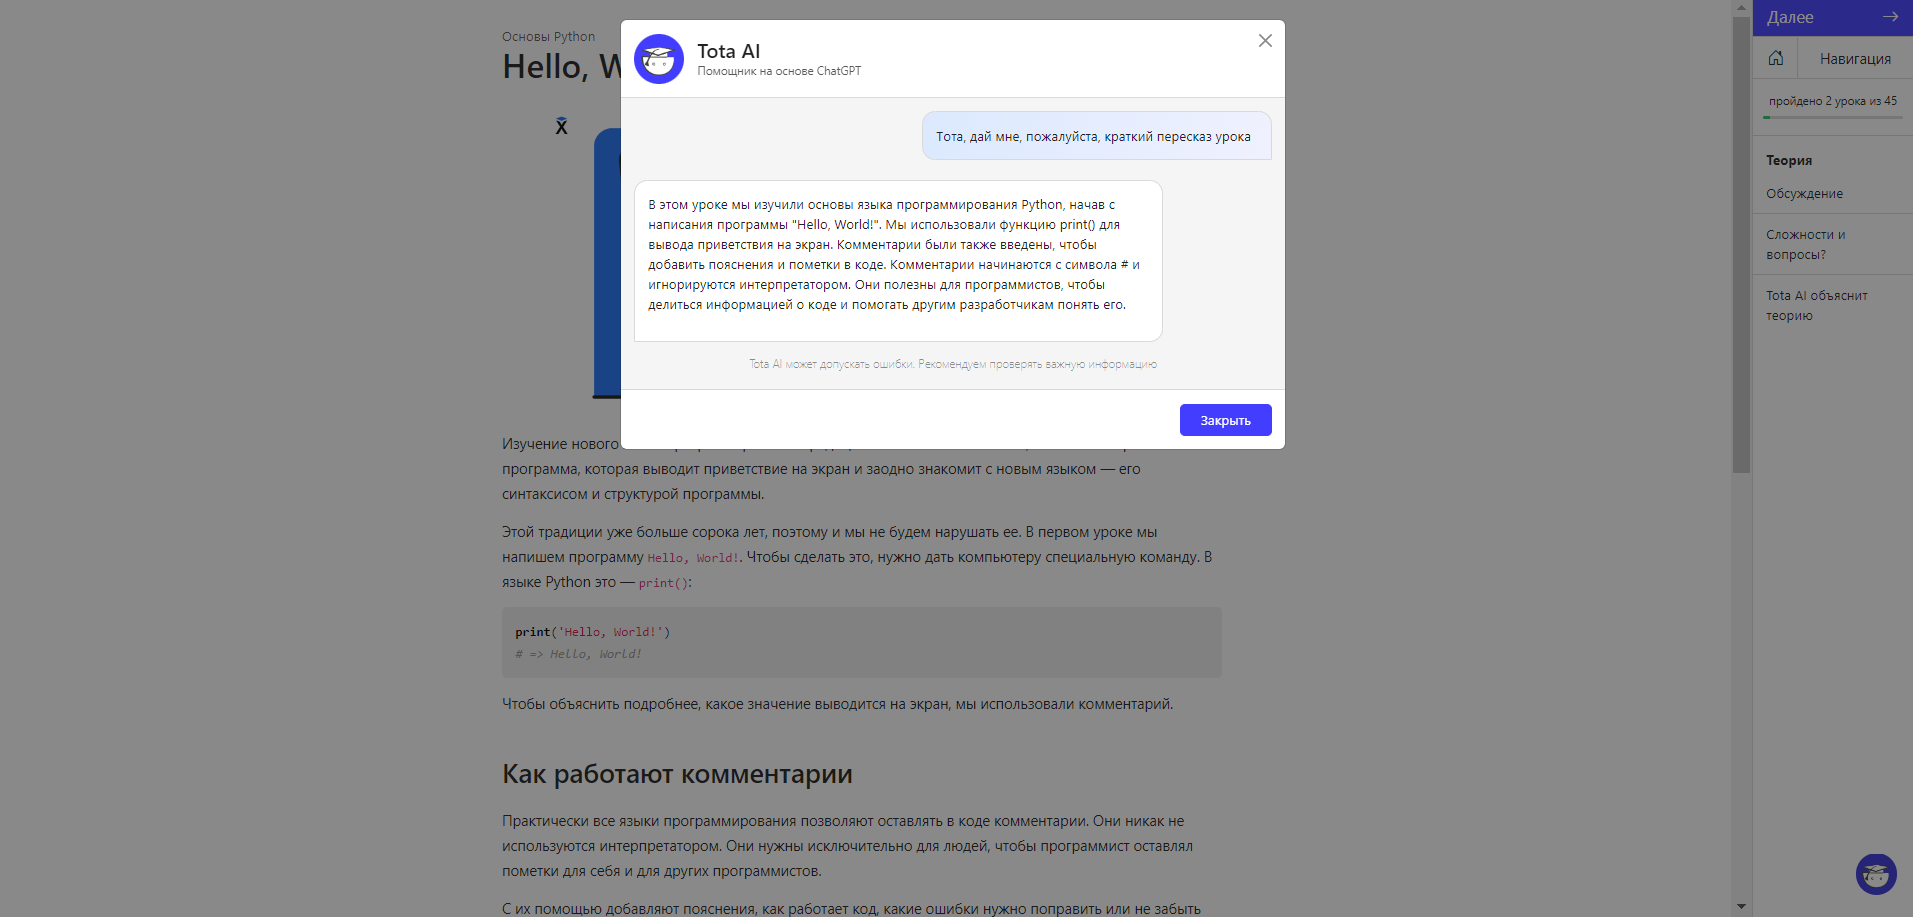 Основы Python
Hello, W
X
Tota AI
Помощник на основе ChatGPT
Тота, дай мне, пожалуйста, краткий пересказ урока
В этом уроке мы изучили основы языка программирования Python, начав с
написания программы "Hello, World!". Мы использовали функцию print() для
вывода приветствия на экран. Комментарии были также введены, чтобы
добавить пояснения и пометки в коде. Комментарии начинаются с символа # и
игнорируются интерпретатором. Они полезны для программистов, чтобы
делиться информацией о коде и помогать другим разработчикам понять его.
Tota AI может допускать ошибки. Рекомендуем проверять важную информацию
Закрыть
Изучение нового
программа, которая выводит приветствие на экран и заодно знакомит с новым языком — его
синтаксисом и структурой программы.
Этой традиции уже больше сорока лет, поэтому и мы не будем нарушать ее. В первом уроке мы
напишем программу Hello, World!. Чтобы сделать это, нужно дать компьютеру специальную команду. В
языке Python это — print():
print('Hello, World!')
# => Hello, World!
Чтобы объяснить подробнее, какое значение выводится на экран, мы использовали комментарий.
Как работают комментарии
Практически все языки программирования позволяют оставлять в коде комментарии. Они никак не
используются интерпретатором. Они нужны исключительно для людей, чтобы программист оставлял
пометки для себя и для других программистов.
С их помощью добавляют пояснения, как работает код, какие ошибки нужно поправить или не забыть
Далее
Навигация
пройдено 2 урока из 45
Теория
Обсуждение
Сложности и
вопросы?
Tota AI объяснит
теорию